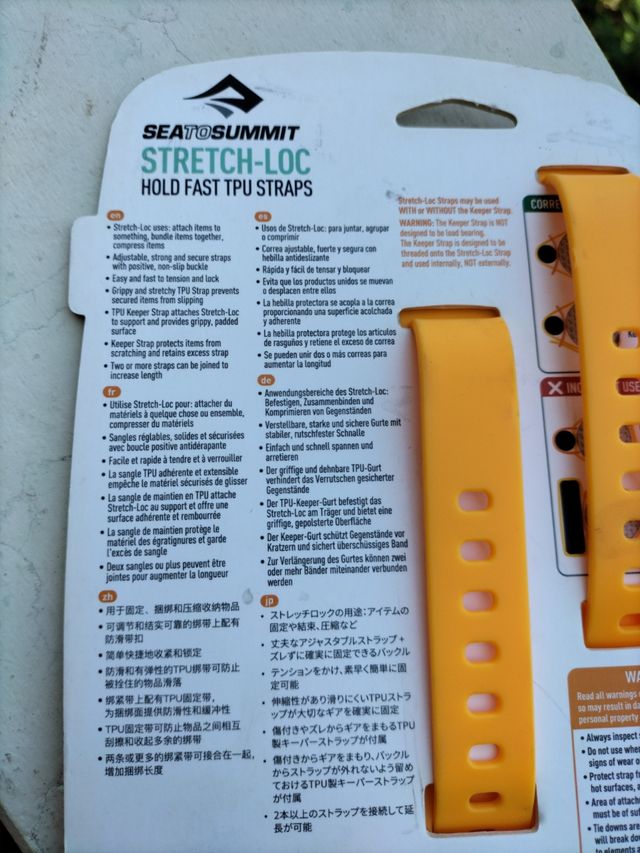 SEATOSUMMIT
STRETCH-LOC
HOLD FAST TPU STRAPS
en
• Stretch-Loc uses: attach items to
something, bundle items together,
compress items
• Adjustable, strong and secure straps
with positive, non-slip buckle
• Easy and fast to tension and lock
• Grippy and stretchy TPU Strap prevents
secured items from slipping
• TPU Keeper Strap attaches Stretch-Loc
to support and provides grippy, padded
surface
• Keeper Strap protects items from
scratching and retains excess strap
• Two or more straps can be joined to
increase length
fr
• Utilise Stretch-Loc pour: attacher du
matériels à quelque chose ou ensemble,
compresser du matériels
• Sangles réglables, solides et sécurisées
avec boucle positive antidérapante
• Facile et rapide à tendre et à verrouiller
• La sangle TPU adhérente et extensible
empêche le matériel sécurisés de glisser
• La sangle de maintien en TPU attache
Stretch-Loc au support et offre une
surface adhérente et rembourrée
• La sangle de maintien protège le
matériel des égratignures et garde
l'excès de sangle
• Deux sangles ou plus peuvent être
jointes pour augmenter la longueur
zh
• 用于固定、捆绑和压缩收纳物品
• 可调节和结实可靠的绑带上配有
防滑带扣
• 简单快捷地收紧和锁定
• 防滑和有弹性的TPU绑带可防止
被拴住的物品滑落
• 绑紧带上配有TPU固定带，
为捆绑面提供防滑性和缓冲性
• TPU固定带可防止物品之间相互
刮擦和收起多余的绑带
• 两条或更多的绑紧带可接合在一起，
增加捆绑长度
es
• Usos de Stretch-Loc: para juntar, agrupar
o comprimir
• Correa ajustable, fuerte y segura con
hebilla antideslizante
• Rápida y fácil de tensar y bloquear
• Evita que los productos unidos se muevan
o desplacen entre ellos
• La hebilla protectora se acopla a la correa
proporcionando una superficie acolchada
y adherente
• La hebilla protectora protege los artículos
de rasguños y retiene el exceso de correa
• Se pueden unir dos o más correas para
aumentar la longitud
de
• Anwendungsbereiche des Stretch-Loc:
Befestigen, Zusammenbinden und
Komprimieren von Gegenständen
• Verstellbare, starke und sichere Gurte mit
stabiler, rutschfester Schnalle
• Einfach und schnell spannen und
arretieren
• Der griffige und dehnbare TPU-Gurt
verhindert das Verrutschen gesicherter
Gegenstände
• Der TPU-Keeper-Gurt befestigt das
Stretch-Loc am Träger und bietet eine
griffige, gepolsterte Oberfläche
• Der Keeper-Gurt schützt Gegenstände vor
Kratzern und sichert überschüssiges Band
• Zur Verlängerung des Gurtes können zwei
oder mehr Bänder miteinander verbunden
werden
jp
• ストレッチロックの用途：アイテムの
固定や結束、圧縮など
• 丈夫なアジャスタブルストラップ+
ズレずに確実に固定できるバックル
• テンションをかけ、素早く簡単に固
定可能
• 伸縮性があり滑りにくいTPUストラ
ップが大切なギアを確実に固定
• 傷付きやズレからギアをまもるTPU
製キーパーストラップが付属
• 傷付きからギアをまもり、バックル
からストラップが外れないよう留め
ておけるTPU製キーパーストラップ
が付属
• 2本以上のストラップを接続して延
長が可能
Stretch-Loc Straps may be used
WITH or WITHOUT the Keeper Strap.
WARNING: The Keeper Strap is NOT
designed to be load bearing.
The Keeper Strap is designed to be
threaded onto the Stretch-Loc Strap
and used internally, NOT externally.
CORRE
INC
USE
WA
Read all warnings
so may result in da
personal property
• Always inspect
• Do not use whe
signs of wear o
• Protect strap f
hot surfaces, a
• Area of attach
must be of suf
• Tie downs are
will break do